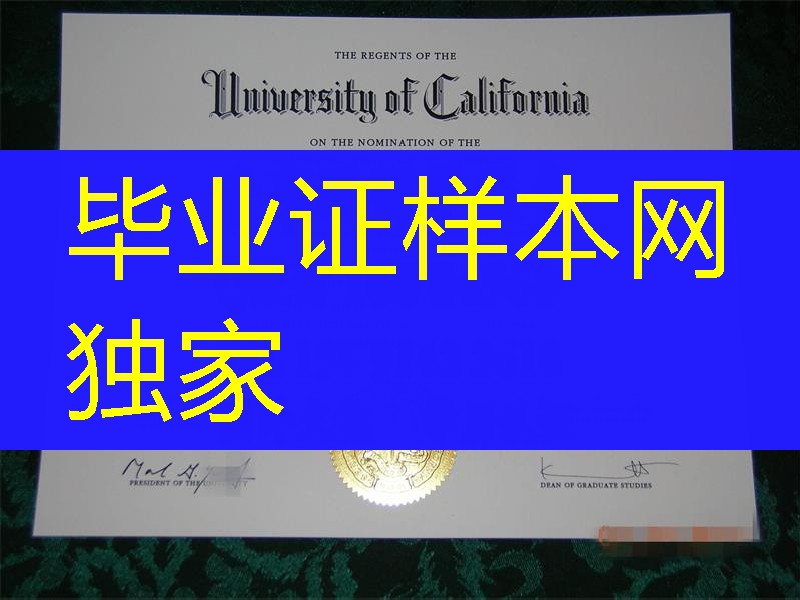 THE REGENTS OF THE
University of California
ON THE NOMINATION OF THE
毕业证样本网
独家
PRESIDENT OF THE UNIVERSITY
DEAN OF GRADUATE STUDIES